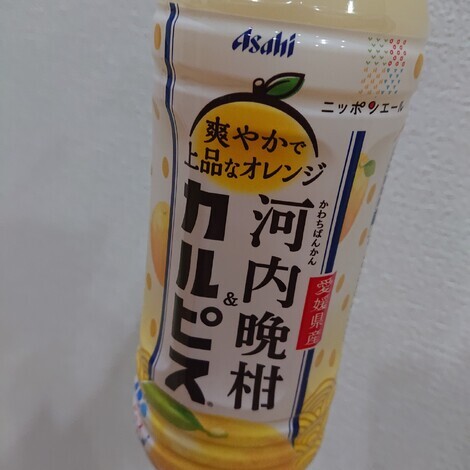 Asahi
ニッポンエール
爽やかで
上品なオレンジ
かわちばんかん
河内晩柑
&
カルピス®
愛媛県産